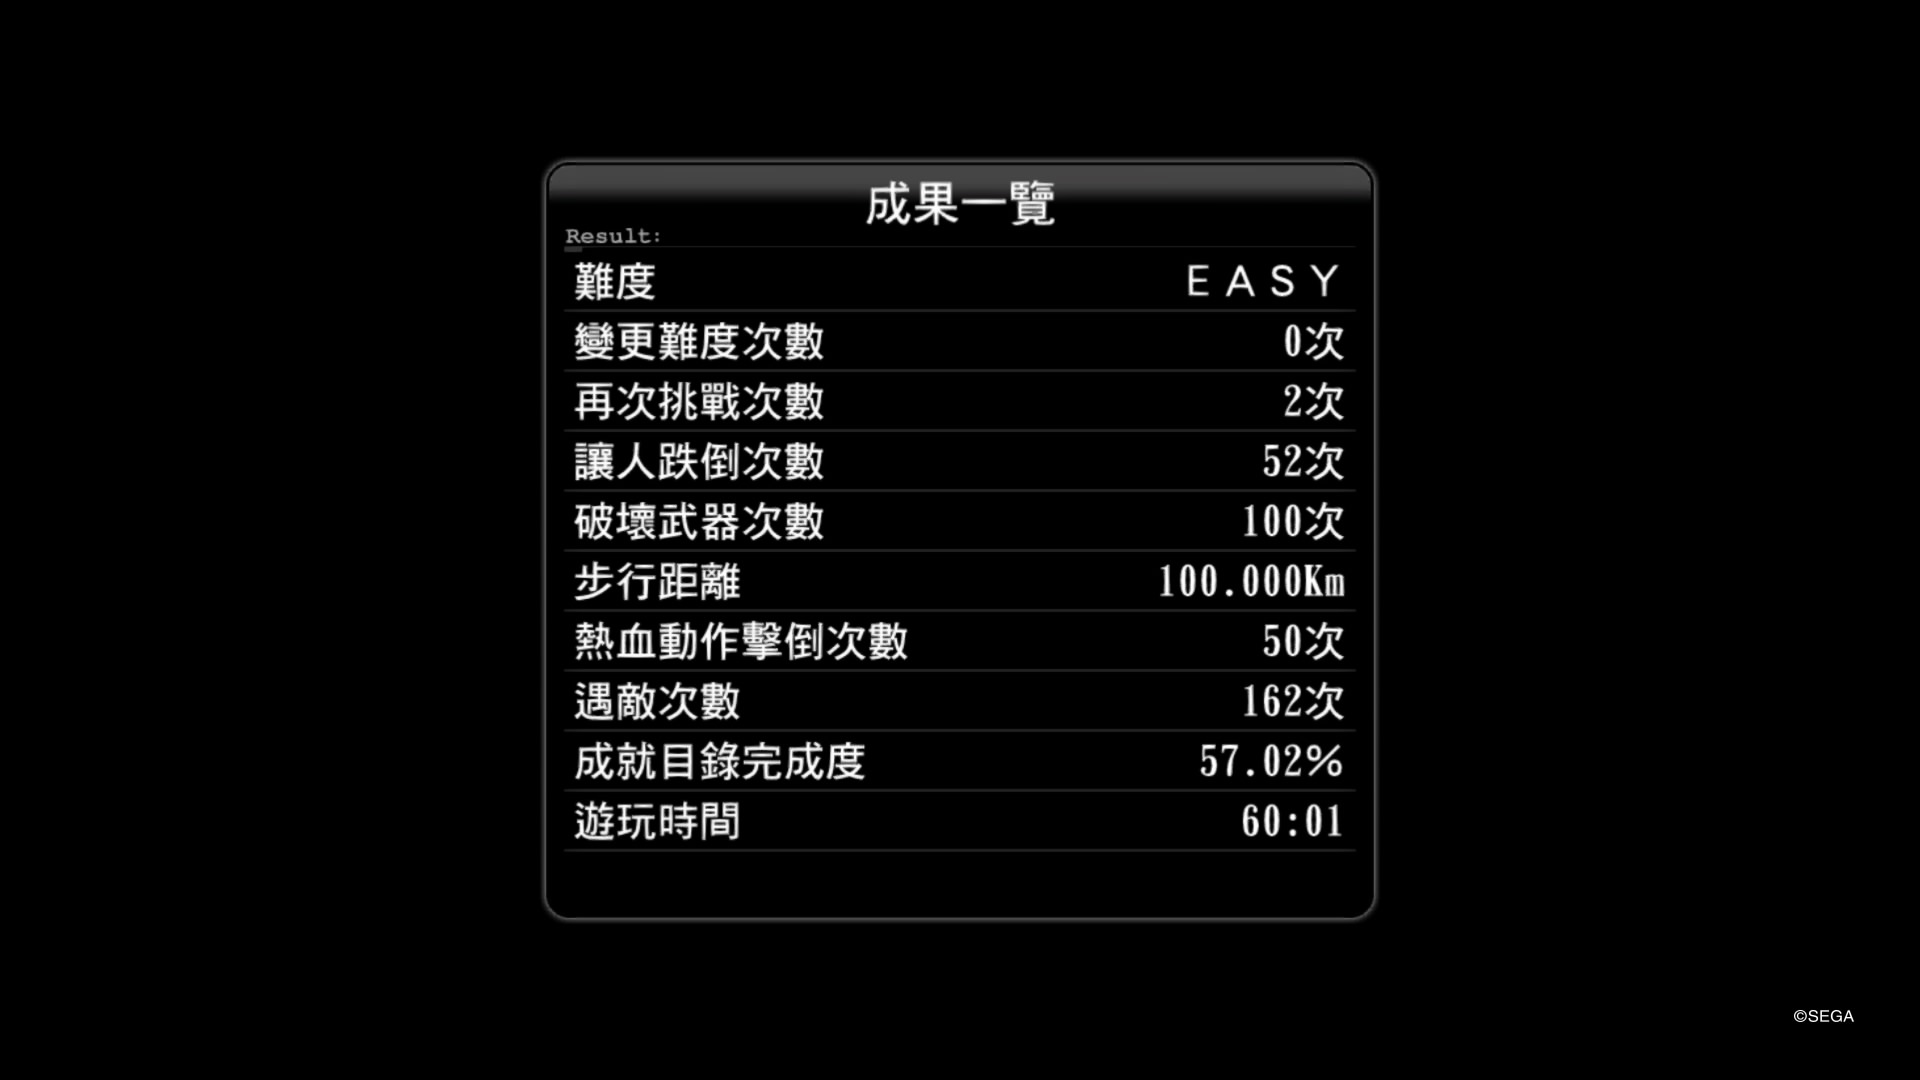 成果一覽
Result:
難度 EASY
變更難度次數 0次
再次挑戰次數 2次
讓人跌倒次數 52次
破壞武器次數 100次
步行距離 100.000Km
熱血動作擊倒次數 50次
遇敵次數 162次
成就目錄完成度 57.02%
遊玩時間 60:01
©SEGA